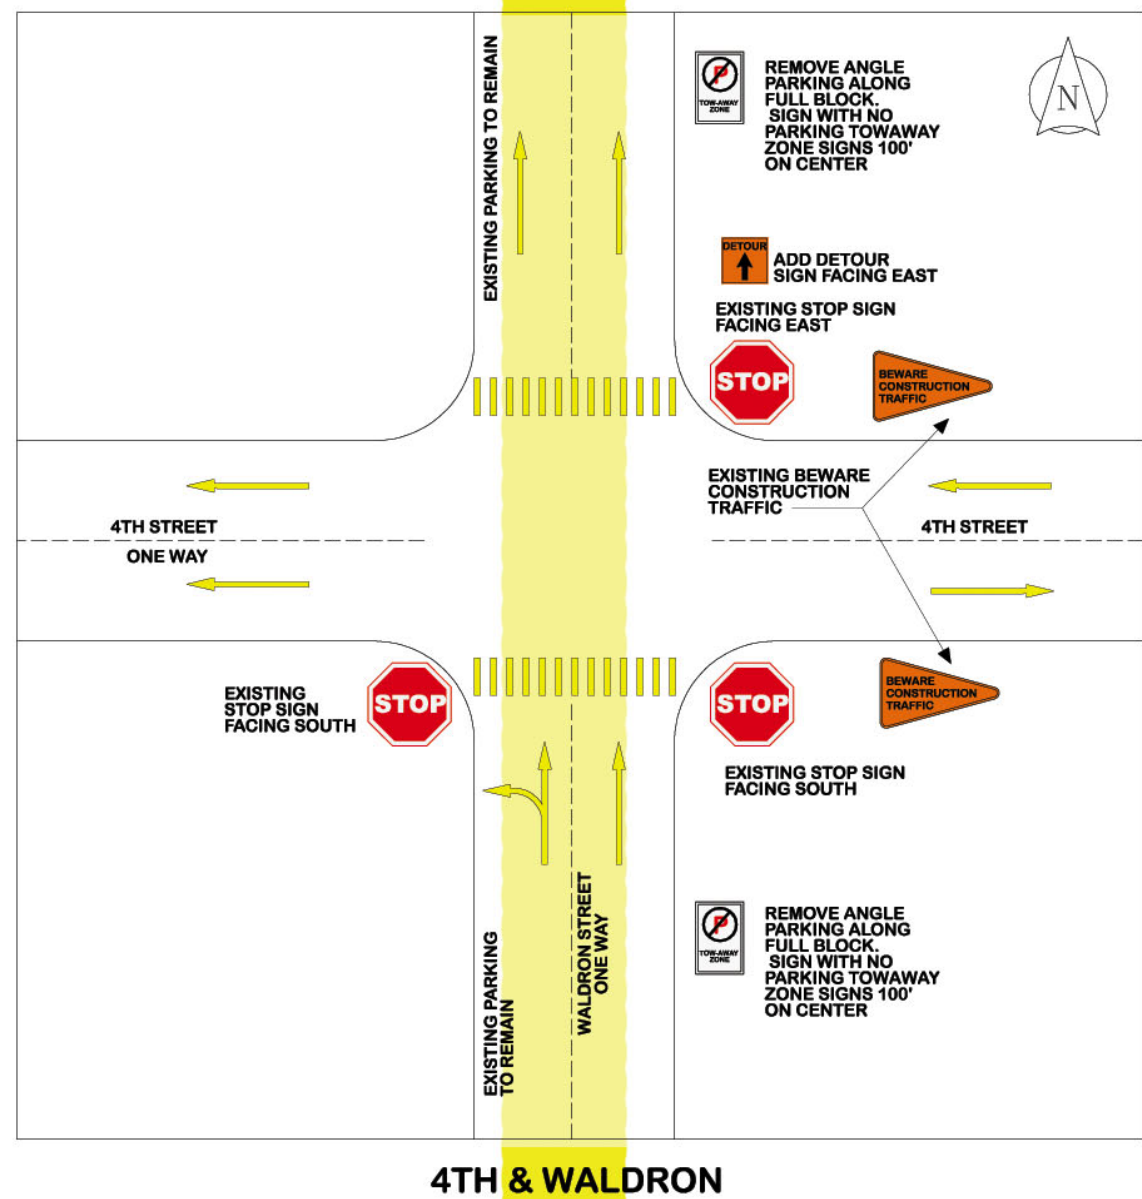 EXISTING PARKING TO REMAIN
P
TOW-AWAY
ZONE
REMOVE ANGLE
PARKING ALONG
FULL BLOCK.
SIGN WITH NO
PARKING TOWAWAY
ZONE SIGNS 100'
ON CENTER
N
DETOUR
ADD DETOUR
SIGN FACING EAST
EXISTING STOP SIGN
FACING EAST
STOP
BEWARE
CONSTRUCTION
TRAFFIC
EXISTING BEWARE
CONSTRUCTION
TRAFFIC
4TH STREET
ONE WAY
4TH STREET
EXISTING
STOP SIGN
FACING SOUTH
STOP
STOP
BEWARE
CONSTRUCTION
TRAFFIC
EXISTING STOP SIGN
FACING SOUTH
WALDRON STREET
ONE WAY
EXISTING PARKING
TO REMAIN
P
TOW-AWAY
ZONE
REMOVE ANGLE
PARKING ALONG
FULL BLOCK.
SIGN WITH NO
PARKING TOWAWAY
ZONE SIGNS 100'
ON CENTER
4TH & WALDRON